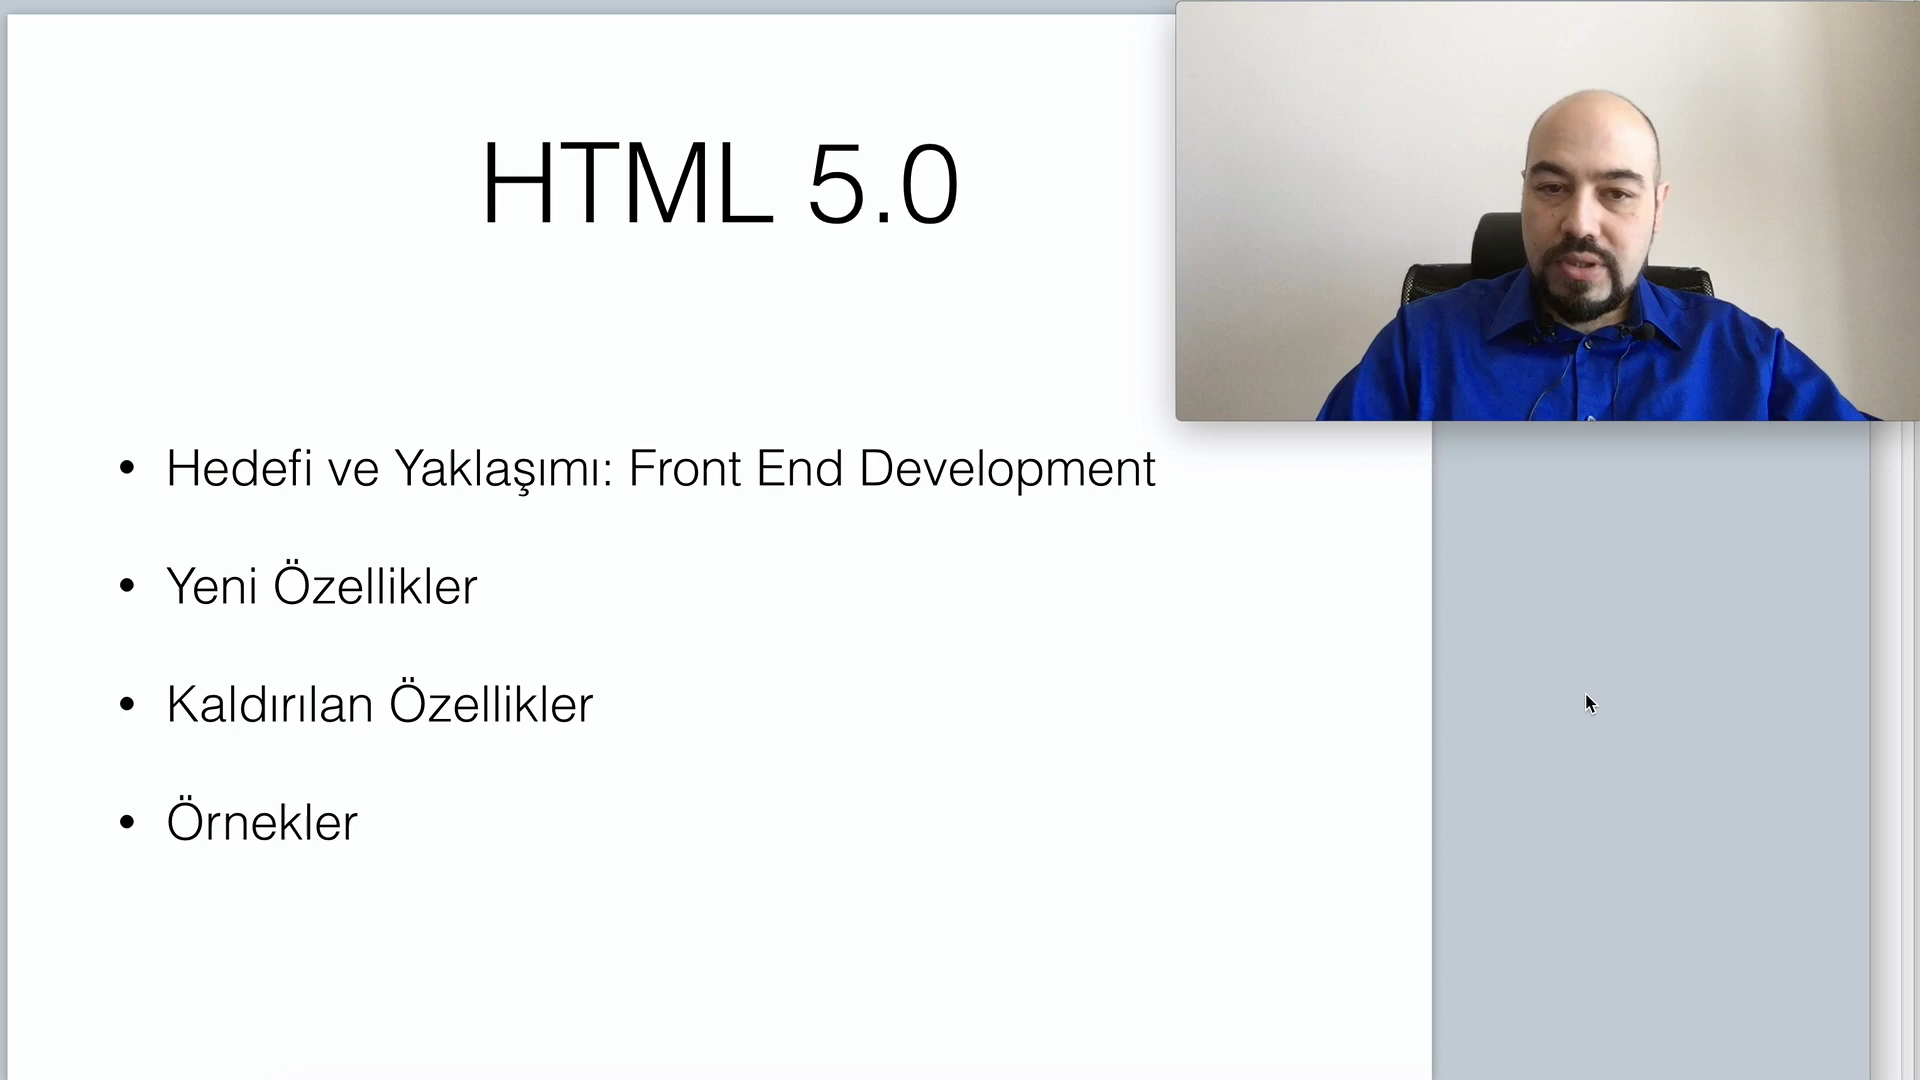 HTML 5.0
• Hedefi ve Yaklaşımı: Front End Development
• Yeni Özellikler
• Kaldırılan Özellikler
• Örnekler